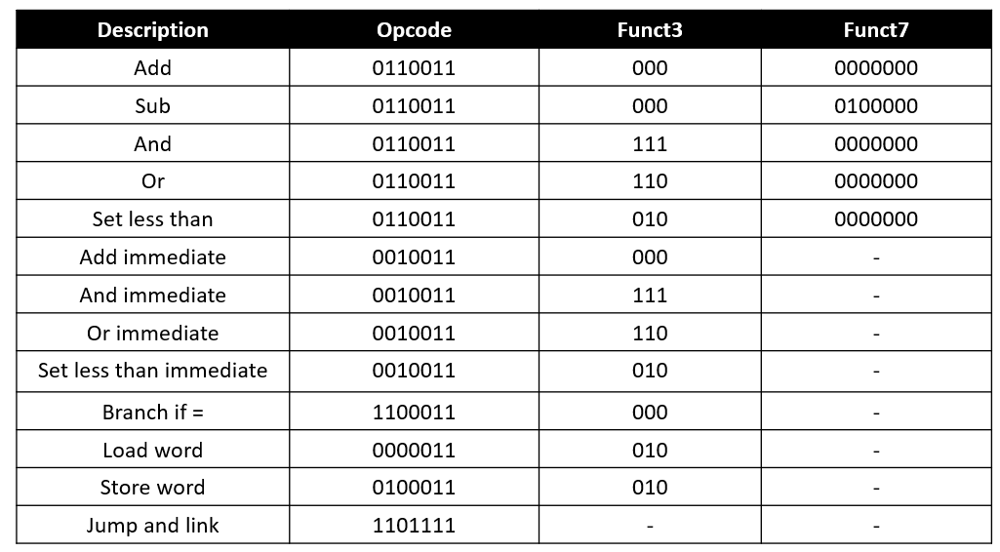 Description Opcode Funct3 Funct7
Add 0110011 000 0000000
Sub 0110011 000 0100000
And 0110011 111 0000000
Or 0110011 110 0000000
Set less than 0110011 010 0000000
Add immediate 0010011 000 -
And immediate 0010011 111 -
Or immediate 0010011 110 -
Set less than immediate 0010011 010 -
Branch if = 1100011 000 -
Load word 0000011 010 -
Store word 0100011 010 -
Jump and link 1101111 - -